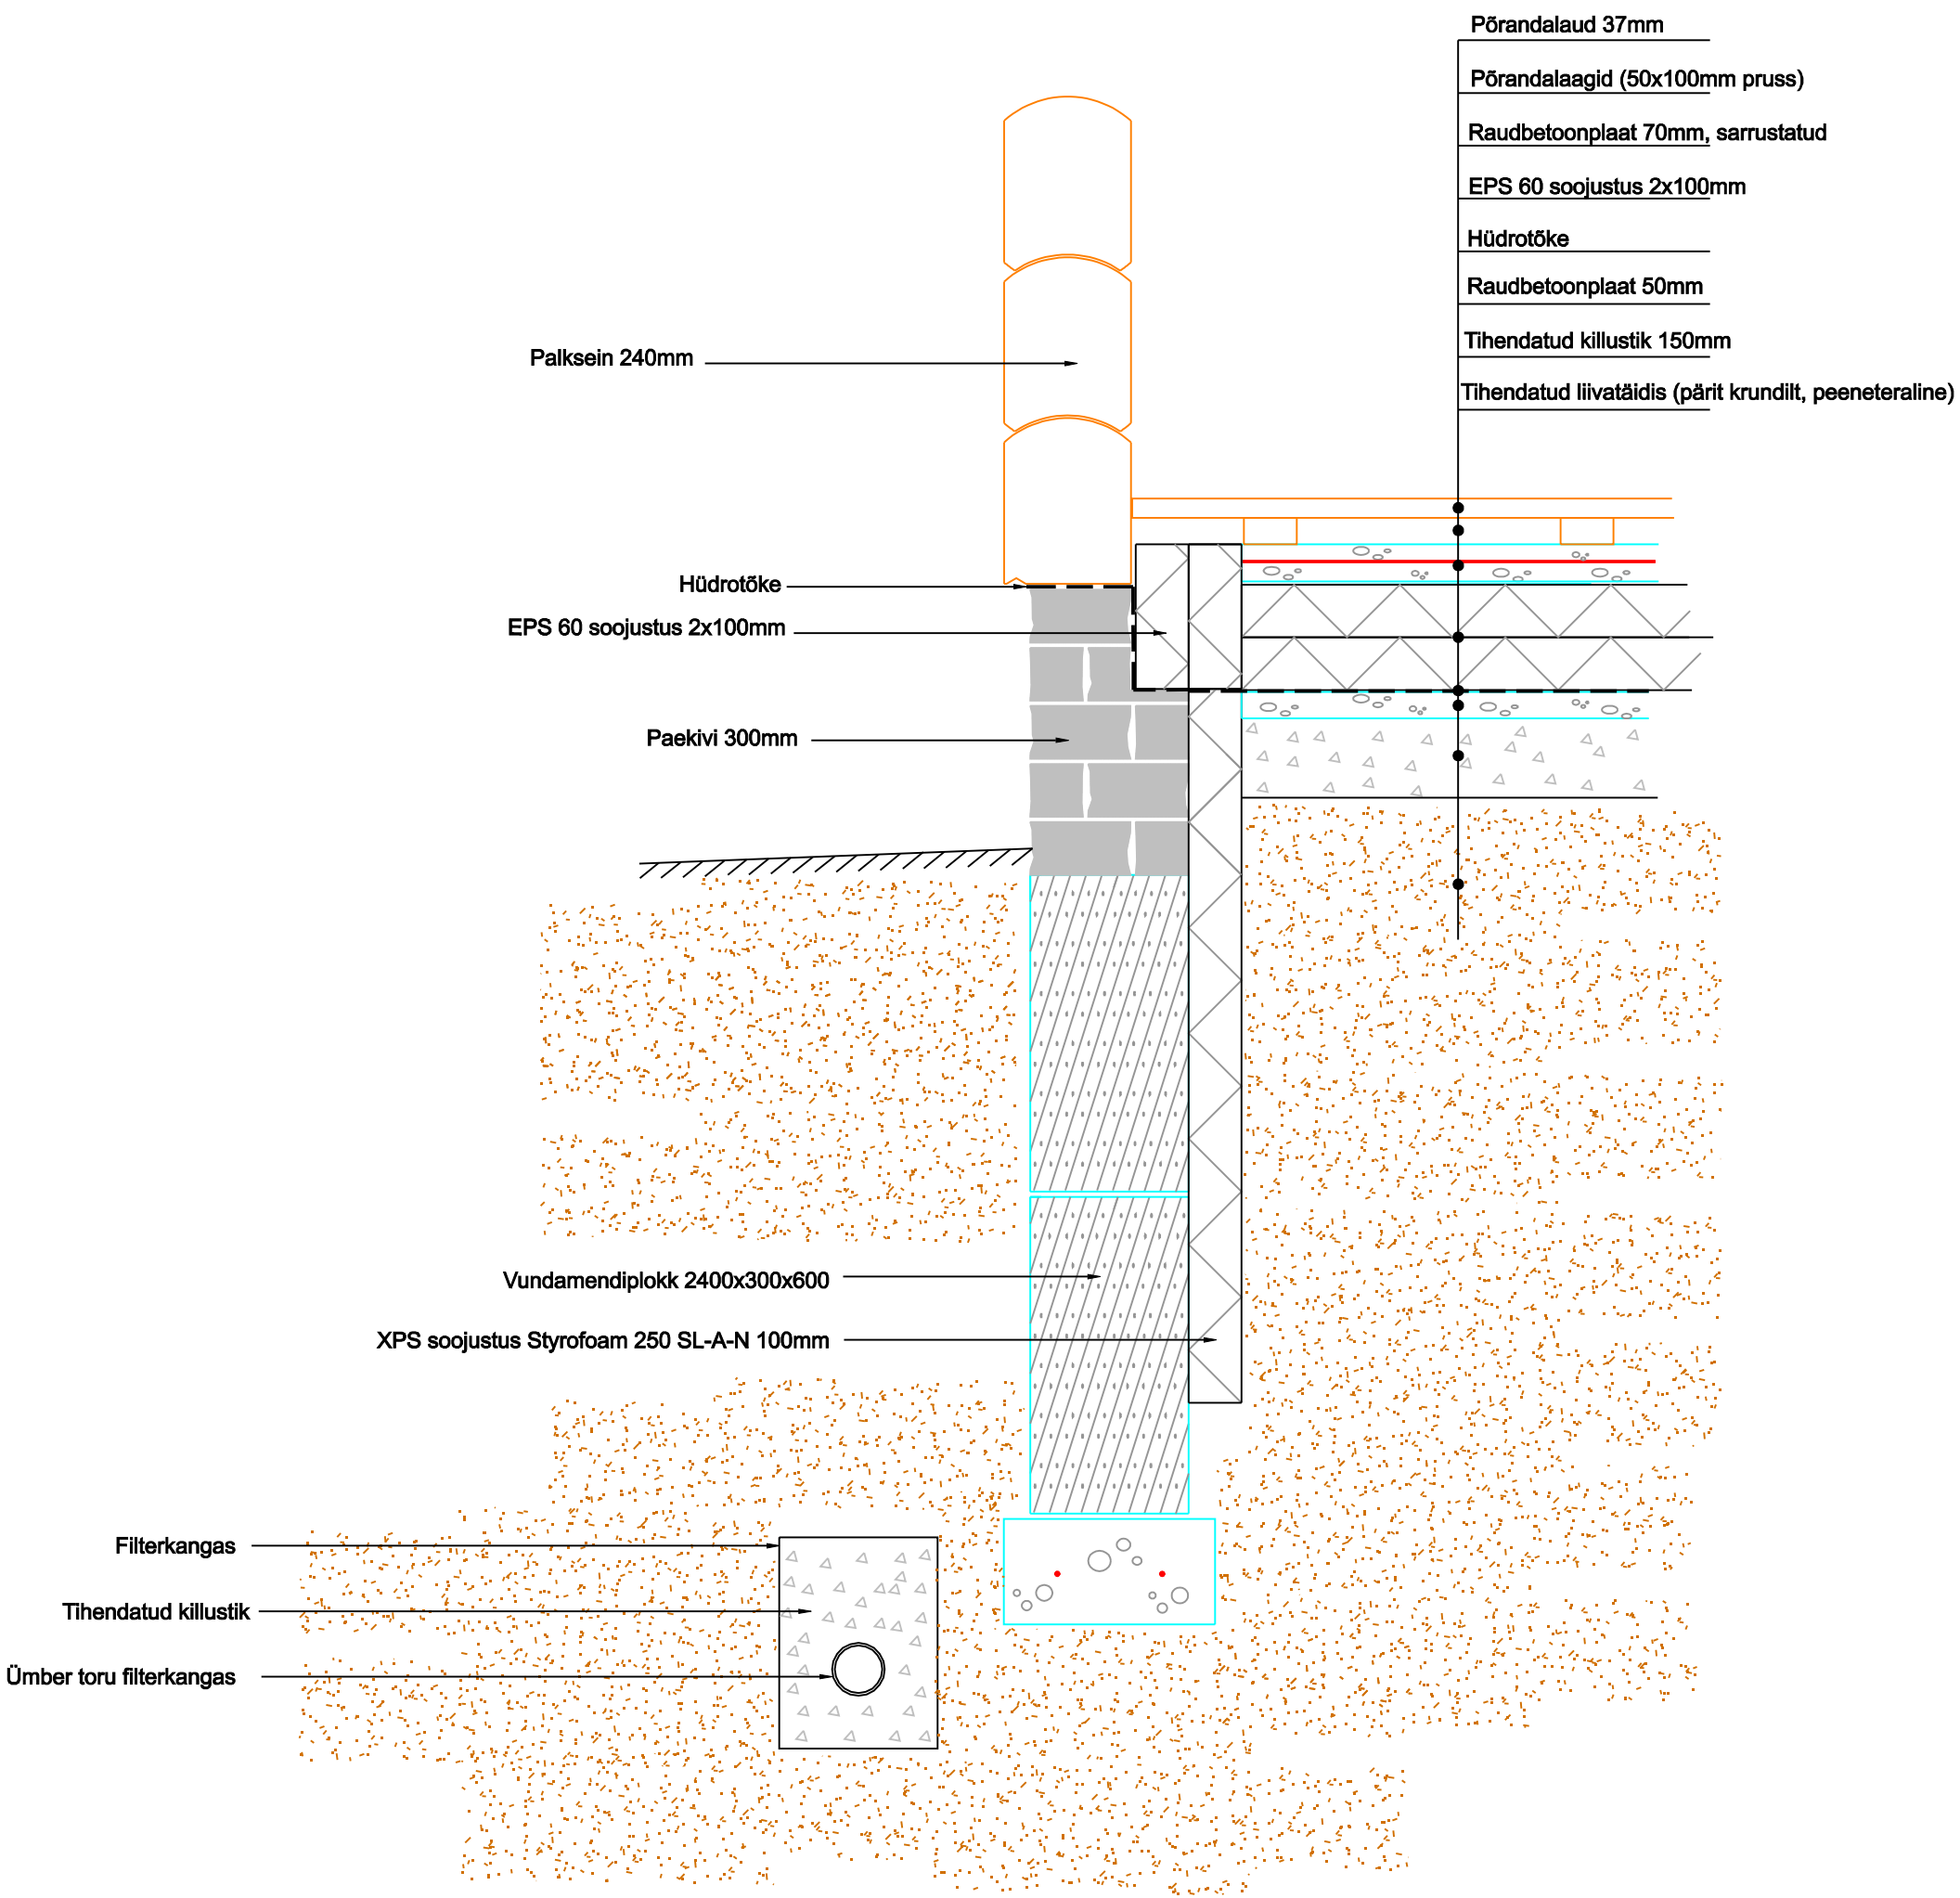 Põrandalaud 37mm
Põrandalaagid (50x100mm pruss)
Raudbetoonplaat 70mm, sarrustatud
EPS 60 soojustus 2x100mm
Hüdrotõke
Raudbetoonplaat 50mm
Tihendatud killustik 150mm
Tihendatud liivatäidis (pärit krundilt, peeneteraline)
Palksein 240mm
Hüdrotõke
EPS 60 soojustus 2x100mm
Paekivi 300mm
Vundamendiplokk 2400x300x600
XPS soojustus Styrofoam 250 SL-A-N 100mm
Filterkangas
Tihendatud killustik
Ümber toru filterkangas